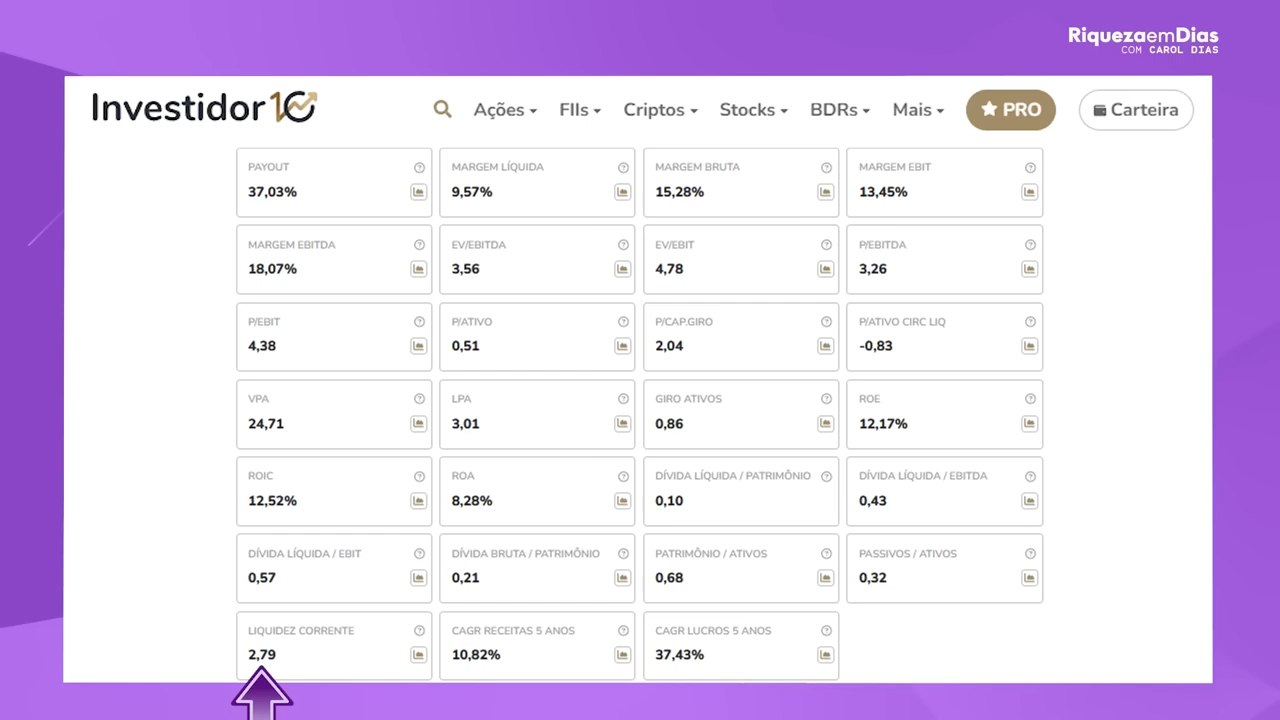 RiquezaemDias
COM CAROL DIAS
Investidor10
Ações FIIs Criptos Stocks BDRs Mais PRO Carteira
PAYOUT MARGEM LÍQUIDA MARGEM BRUTA MARGEM EBIT
37,03% 9,57% 15,28% 13,45%
MARGEM EBITDA EV/EBITDA EV/EBIT P/EBITDA
18,07% 3,56 4,78 3,26
P/EBIT P/ATIVO P/CAP.GIRO P/ATIVO CIRC LIQ
4,38 0,51 2,04 -0,83
VPA LPA GIRO ATIVOS ROE
24,71 3,01 0,86 12,17%
ROIC ROA DÍVIDA LÍQUIDA / PATRIMÔNIO DÍVIDA LÍQUIDA / EBITDA
12,52% 8,28% 0,10 0,43
DÍVIDA LÍQUIDA / EBIT DÍVIDA BRUTA / PATRIMÔNIO PATRIMÔNIO / ATIVOS PASSIVOS / ATIVOS
0,57 0,21 0,68 0,32
LIQUIDEZ CORRENTE CAGR RECEITAS 5 ANOS CAGR LUCROS 5 ANOS
2,79 10,82% 37,43%